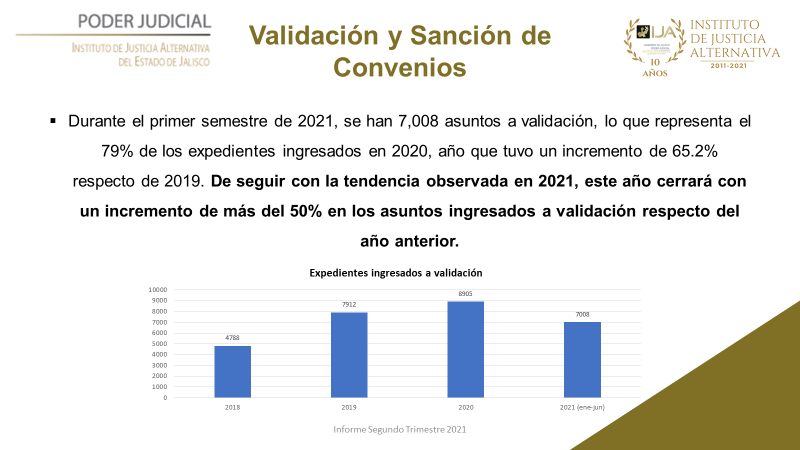 PODER JUDICIAL
INSTITUTO DE JUSTICIA ALTERNATIVA
DEL ESTADO DE JALISCO
Validación y Sanción de
Convenios
IJA
10
AÑOS
INSTITUTO
DE JUSTICIA
ALTERNATIVA
2011-2021
▪ Durante el primer semestre de 2021, se han 7,008 asuntos a validación, lo que representa el
79% de los expedientes ingresados en 2020, año que tuvo un incremento de 65.2%
respecto de 2019. De seguir con la tendencia observada en 2021, este año cerrará con
un incremento de más del 50% en los asuntos ingresados a validación respecto del
año anterior.
Expedientes ingresados a validación
10000
9000
8000
7000
6000
5000
4000
3000
2000
1000
0
4788
7912
8905
7008
2018
2019
2020
2021 (ene-jun)
Informe Segundo Trimestre 2021